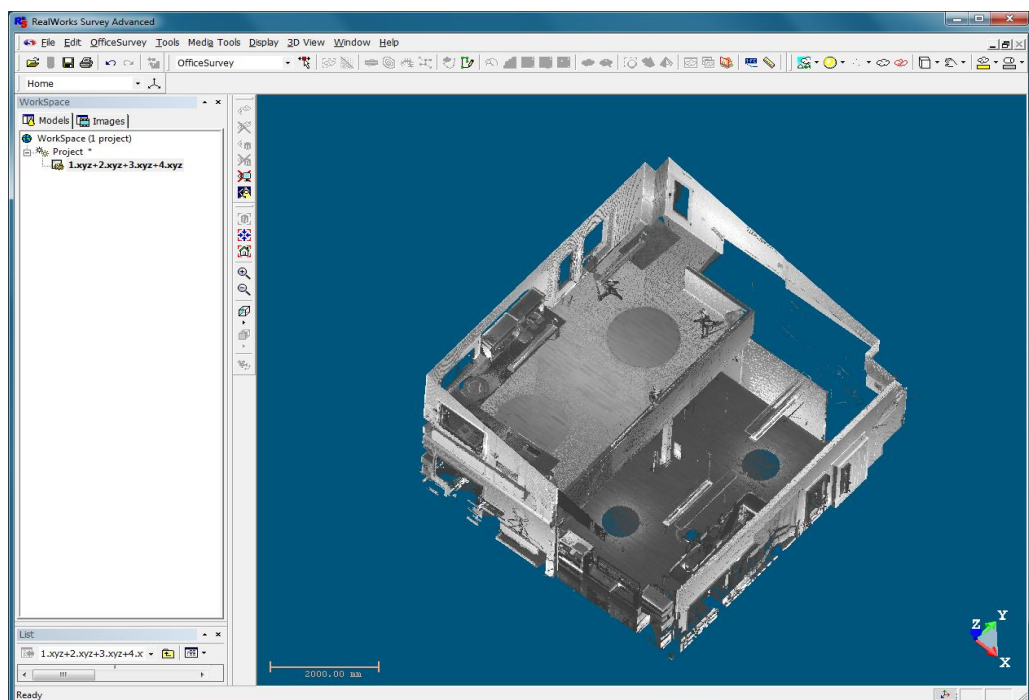 RealWorks Survey Advanced
File Edit OfficeSurvey Tools Media Tools Display 3D View Window Help
OfficeSurvey
Home
WorkSpace
Models Images
WorkSpace (1 project)
Project *
1.xyz+2.xyz+3.xyz+4.xyz
List
1.xyz+2.xyz+3.xyz+4.x
2000.00 mm
Z Y
X
Ready